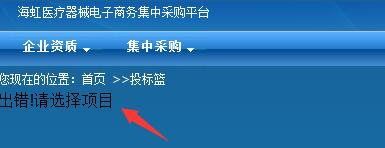 海虹医疗器械电子商务集中采购平台
企业资质 集中采购
您现在的位置：首页 >>投标篮
出错!请选择项目